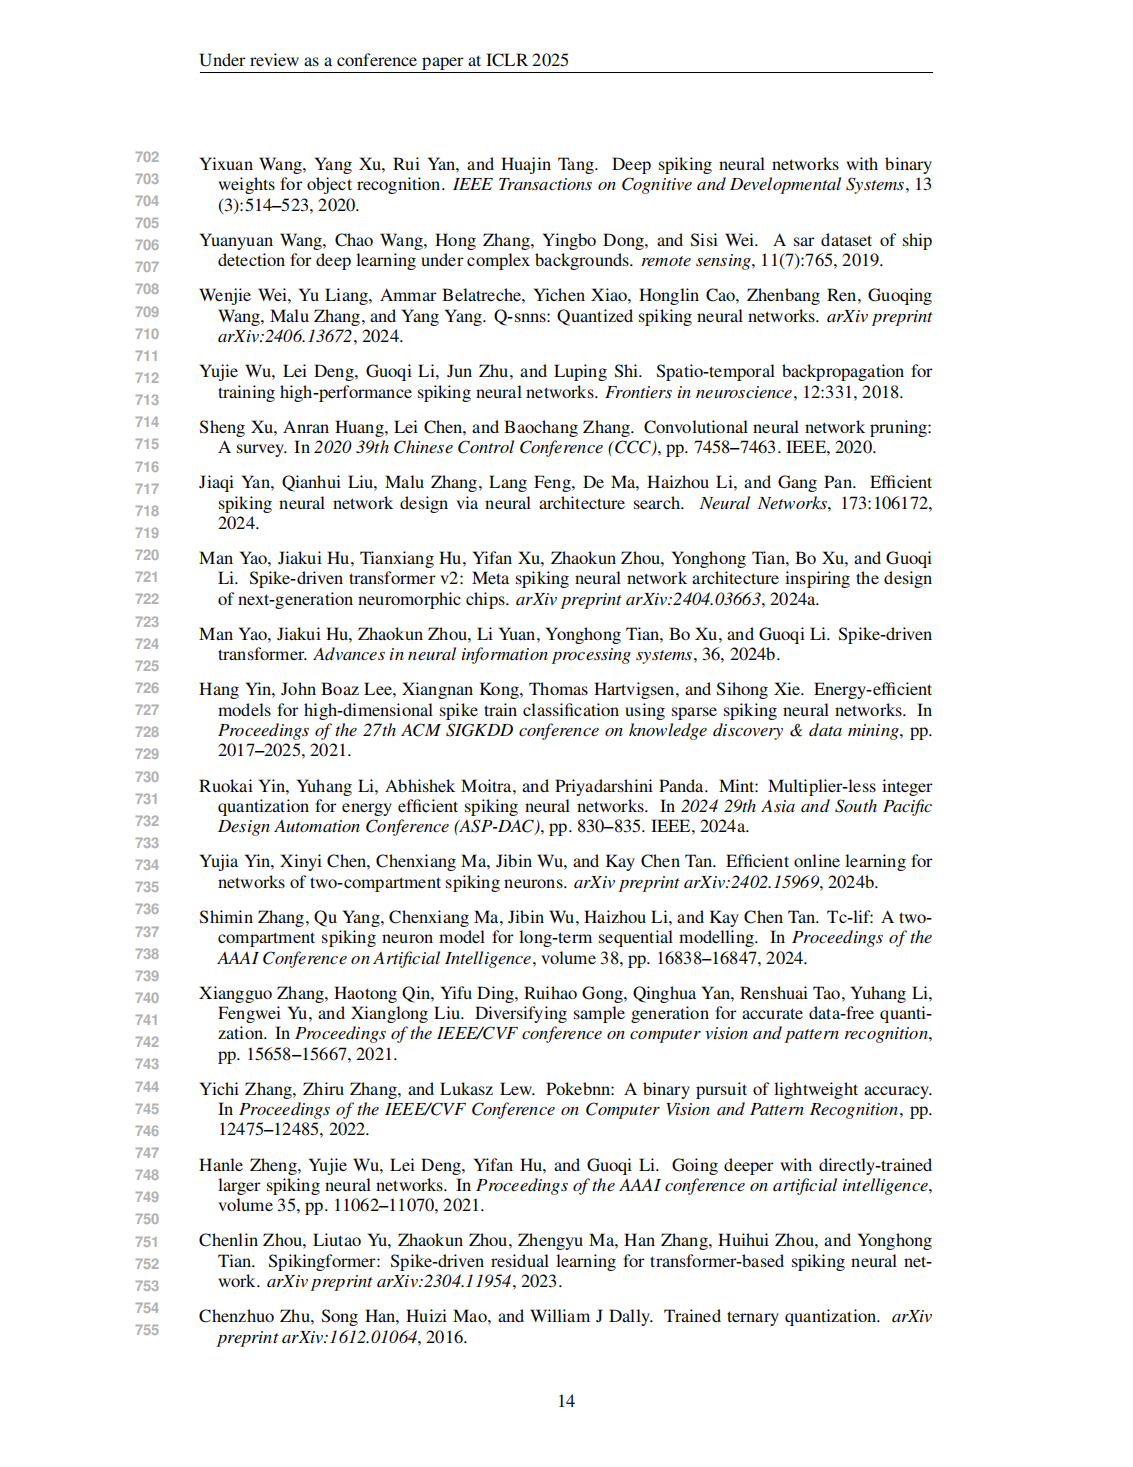 Under review as a conference paper at ICLR 2025
702
703
704
705
706
707
708
709
710
711
712
713
714
715
716
717
718
719
720
721
722
723
724
725
726
727
728
729
730
731
732
733
734
735
736
737
738
739
740
741
742
743
744
745
746
747
748
749
750
751
752
753
754
755
Yixuan Wang, Yang Xu, Rui Yan, and Huajin Tang. Deep spiking neural networks with binary
weights for object recognition. IEEE Transactions on Cognitive and Developmental Systems, 13
(3):514–523, 2020.
Yuanyuan Wang, Chao Wang, Hong Zhang, Yingbo Dong, and Sisi Wei. A sar dataset of ship
detection for deep learning under complex backgrounds. remote sensing, 11(7):765, 2019.
Wenjie Wei, Yu Liang, Ammar Belatreche, Yichen Xiao, Honglin Cao, Zhenbang Ren, Guoqing
Wang, Malu Zhang, and Yang Yang. Q-snns: Quantized spiking neural networks. arXiv preprint
arXiv:2406.13672, 2024.
Yujie Wu, Lei Deng, Guoqi Li, Jun Zhu, and Luping Shi. Spatio-temporal backpropagation for
training high-performance spiking neural networks. Frontiers in neuroscience, 12:331, 2018.
Sheng Xu, Anran Huang, Lei Chen, and Baochang Zhang. Convolutional neural network pruning:
A survey. In 2020 39th Chinese Control Conference (CCC), pp. 7458–7463. IEEE, 2020.
Jiaqi Yan, Qianhui Liu, Malu Zhang, Lang Feng, De Ma, Haizhou Li, and Gang Pan. Efficient
spiking neural network design via neural architecture search. Neural Networks, 173:106172,
2024.
Man Yao, Jiakui Hu, Tianxiang Hu, Yifan Xu, Zhaokun Zhou, Yonghong Tian, Bo Xu, and Guoqi
Li. Spike-driven transformer v2: Meta spiking neural network architecture inspiring the design
of next-generation neuromorphic chips. arXiv preprint arXiv:2404.03663, 2024a.
Man Yao, Jiakui Hu, Zhaokun Zhou, Li Yuan, Yonghong Tian, Bo Xu, and Guoqi Li. Spike-driven
transformer. Advances in neural information processing systems, 36, 2024b.
Hang Yin, John Boaz Lee, Xiangnan Kong, Thomas Hartvigsen, and Sihong Xie. Energy-efficient
models for high-dimensional spike train classification using sparse spiking neural networks. In
Proceedings of the 27th ACM SIGKDD conference on knowledge discovery & data mining, pp.
2017–2025, 2021.
Ruokai Yin, Yuhang Li, Abhishek Moitra, and Priyadarshini Panda. Mint: Multiplier-less integer
quantization for energy efficient spiking neural networks. In 2024 29th Asia and South Pacific
Design Automation Conference (ASP-DAC), pp. 830–835. IEEE, 2024a.
Yujia Yin, Xinyi Chen, Chenxiang Ma, Jibin Wu, and Kay Chen Tan. Efficient online learning for
networks of two-compartment spiking neurons. arXiv preprint arXiv:2402.15969, 2024b.
Shimin Zhang, Qu Yang, Chenxiang Ma, Jibin Wu, Haizhou Li, and Kay Chen Tan. Tc-lif: A two-
compartment spiking neuron model for long-term sequential modelling. In Proceedings of the
AAAI Conference on Artificial Intelligence, volume 38, pp. 16838–16847, 2024.
Xiangguo Zhang, Haotong Qin, Yifu Ding, Ruihao Gong, Qinghua Yan, Renshuai Tao, Yuhang Li,
Fengwei Yu, and Xianglong Liu. Diversifying sample generation for accurate data-free quanti-
zation. In Proceedings of the IEEE/CVF conference on computer vision and pattern recognition,
pp. 15658–15667, 2021.
Yichi Zhang, Zhiru Zhang, and Lukasz Lew. Pokebnn: A binary pursuit of lightweight accuracy.
In Proceedings of the IEEE/CVF Conference on Computer Vision and Pattern Recognition, pp.
12475–12485, 2022.
Hanle Zheng, Yujie Wu, Lei Deng, Yifan Hu, and Guoqi Li. Going deeper with directly-trained
larger spiking neural networks. In Proceedings of the AAAI conference on artificial intelligence,
volume 35, pp. 11062–11070, 2021.
Chenlin Zhou, Liutao Yu, Zhaokun Zhou, Zhengyu Ma, Han Zhang, Huihui Zhou, and Yonghong
Tian. Spikingformer: Spike-driven residual learning for transformer-based spiking neural net-
work. arXiv preprint arXiv:2304.11954, 2023.
Chenzhuo Zhu, Song Han, Huizi Mao, and William J Dally. Trained ternary quantization. arXiv
preprint arXiv:1612.01064, 2016.
14